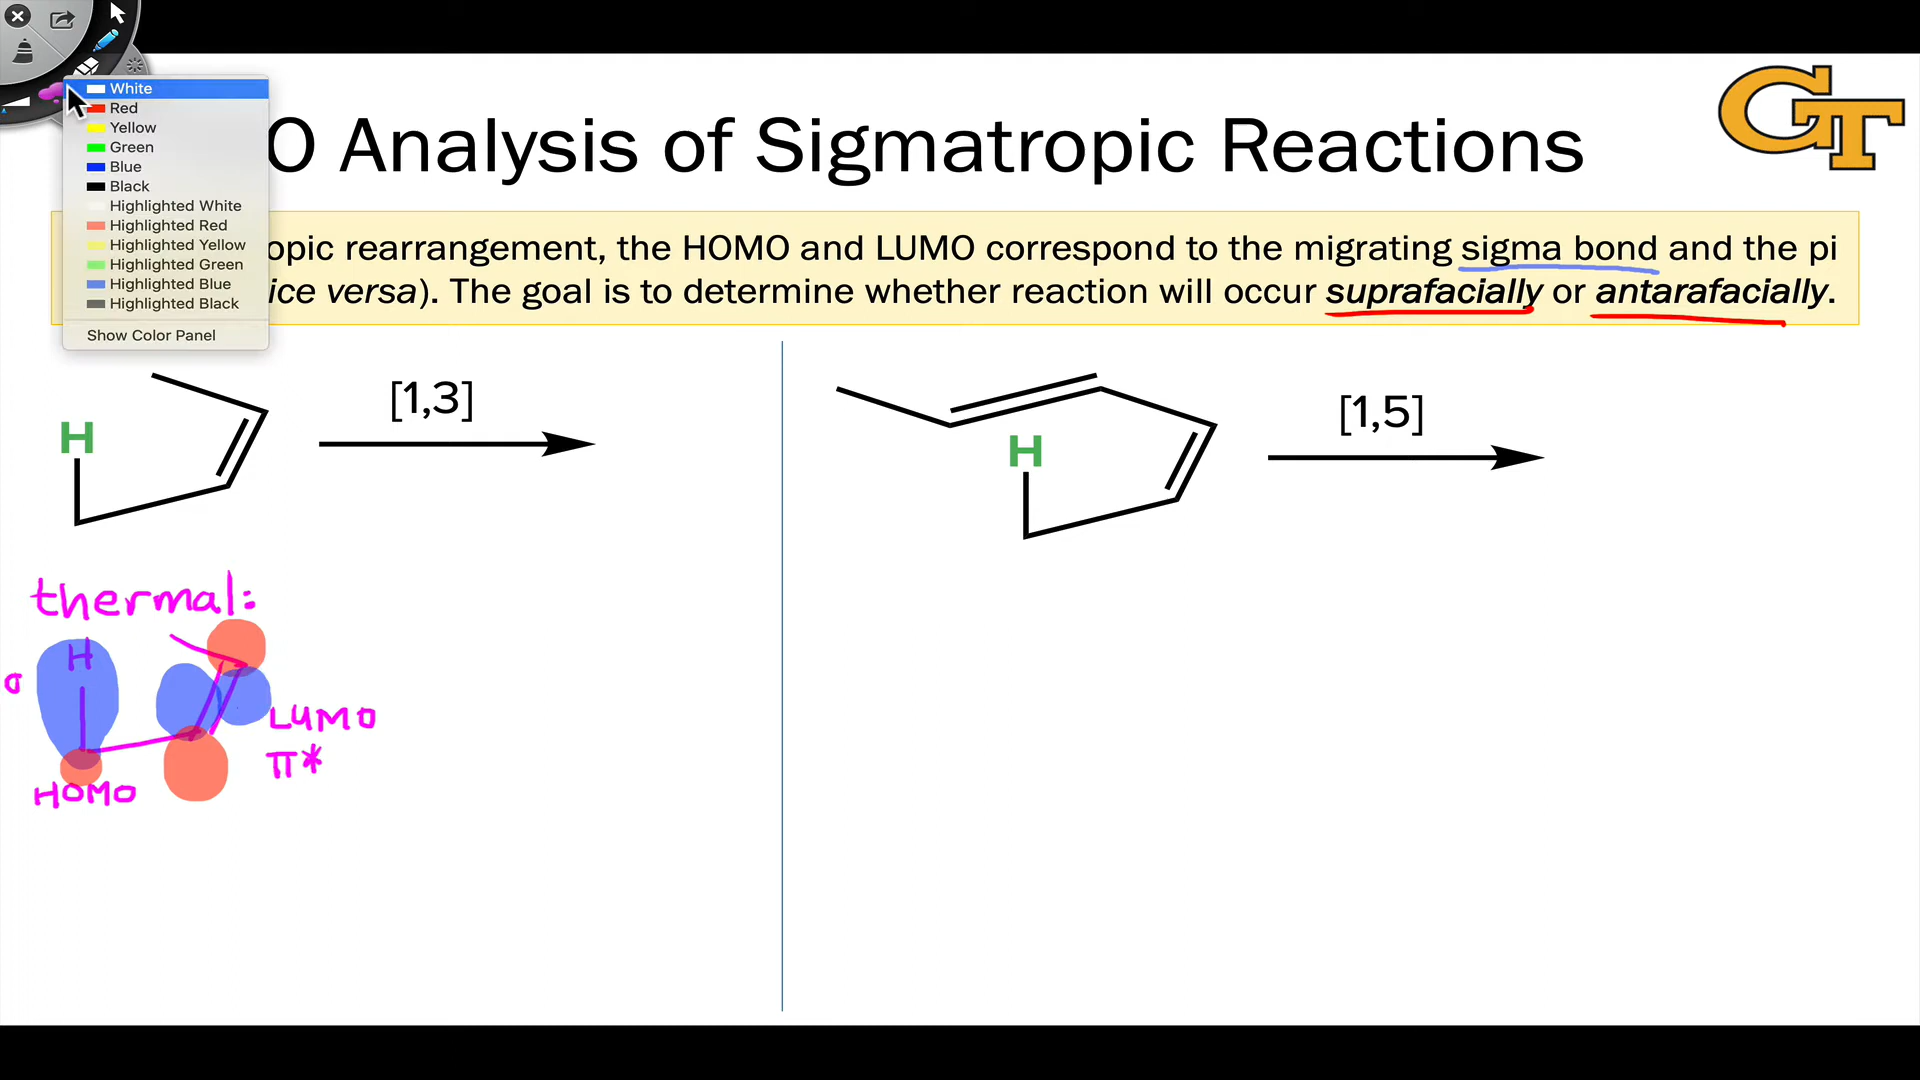 White
Red
Yellow
Green
Blue
Black
Highlighted White
Highlighted Red
Highlighted Yellow
Highlighted Green
Highlighted Blue
Highlighted Black
Show Color Panel
GT
O Analysis of Sigmatropic Reactions
opic rearrangement, the HOMO and LUMO correspond to the migrating sigma bond and the pi
ice versa). The goal is to determine whether reaction will occur suprafacially or antarafacially.
[1,3]
H
[1,5]
H
thermal:
H
σ
LUMO
π*
HOMO